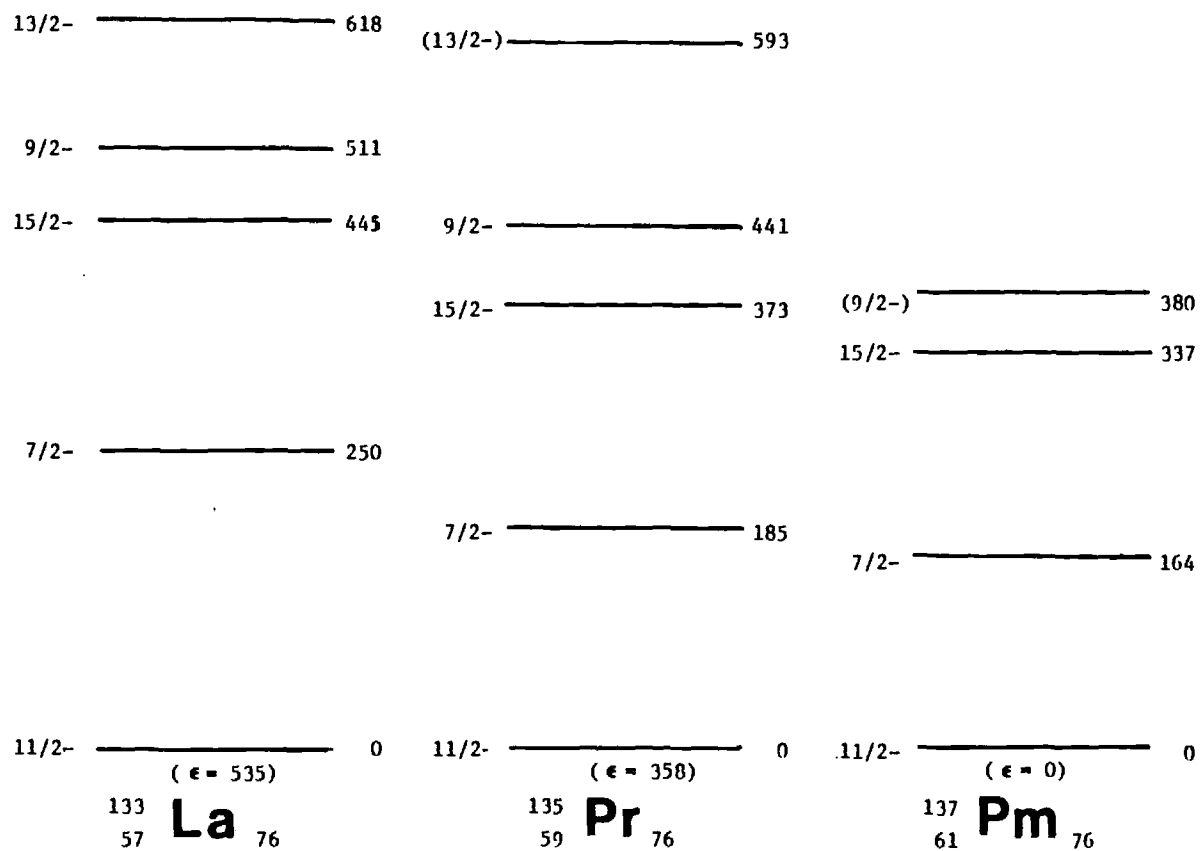 13/2- 618
(13/2-) 593
9/2- 511
15/2- 445
9/2- 441
15/2- 373
(9/2-) 380
15/2- 337
7/2- 250
7/2- 185
7/2- 164
11/2- 0
11/2- 0
11/2- 0
( ϵ = 535)
( ϵ = 358)
( ϵ = 0)
133 57 La 76
135 59 Pr 76
137 61 Pm 76